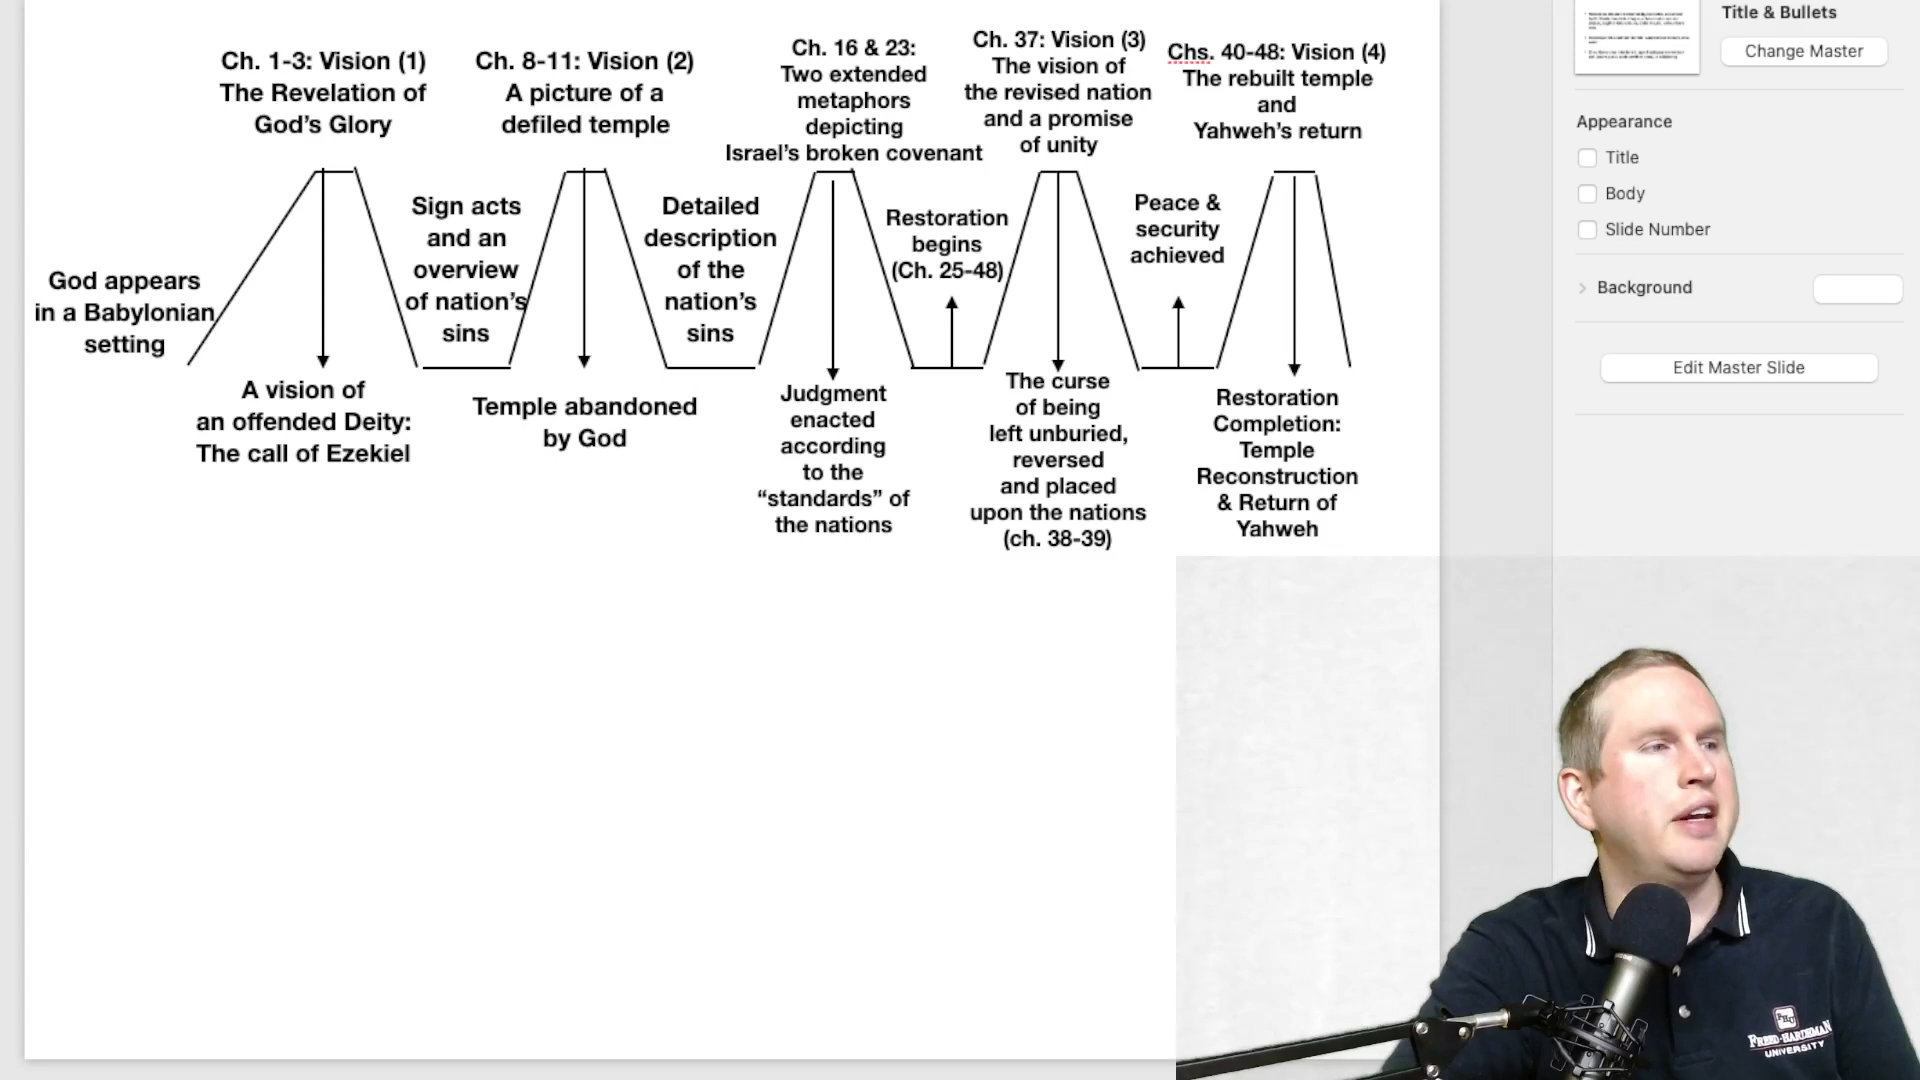 Ch. 1-3: Vision (1)
The Revelation of
God’s Glory
Ch. 8-11: Vision (2)
A picture of a
defiled temple
Ch. 16 & 23:
Two extended
metaphors
depicting
Israel’s broken covenant
Ch. 37: Vision (3)
The vision of
the revised nation
and a promise
of unity
Chs. 40-48: Vision (4)
The rebuilt temple
and
Yahweh’s return
God appears
in a Babylonian
setting
Sign acts
and an
overview
of nation’s
sins
Detailed
description
of the
nation’s
sins
Restoration
begins
(Ch. 25-48)
Peace &
security
achieved
A vision of
an offended Deity:
The call of Ezekiel
Temple abandoned
by God
Judgment
enacted
according
to the
“standards” of
the nations
The curse
of being
left unburied,
reversed
and placed
upon the nations
(ch. 38-39)
Restoration
Completion:
Temple
Reconstruction
& Return of
Yahweh
Title & Bullets
Change Master
Appearance
Title
Body
Slide Number
Background
Edit Master Slide
FHU
FREED-HARDEMAN
UNIVERSITY